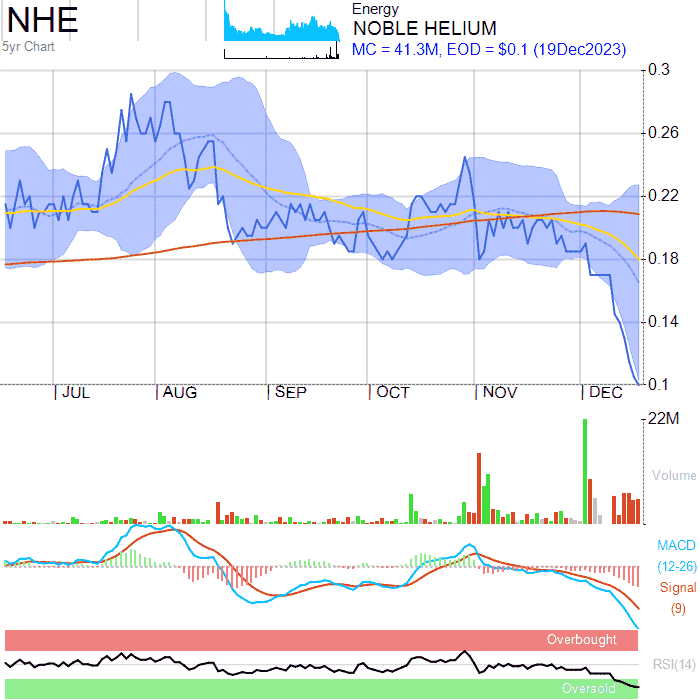 NHE
5yr Chart
Energy
NOBLE HELIUM
MC = 41.3M, EOD = $0.1 (19Dec2023)
0.3
0.26
0.22
0.18
0.14
0.1
JUL AUG SEP OCT NOV DEC
22M
Volume
MACD
(12-26)
Signal
(9)
Overbought
RSI(14)
Oversold